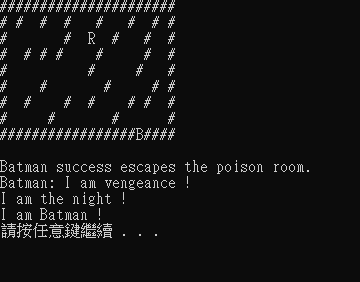 ######################
# #  #  #   #   #  # #
#       #  R  #   #  #
#  # # #    #     #  #
#          #     #   #
#    #       #     # #
#   #   #  #    # #  #
#     #       #      #
#################B####
Batman success escapes the poison room.
Batman: I am vengeance !
I am the night !
I am Batman !
請按任意鍵繼續 . . .